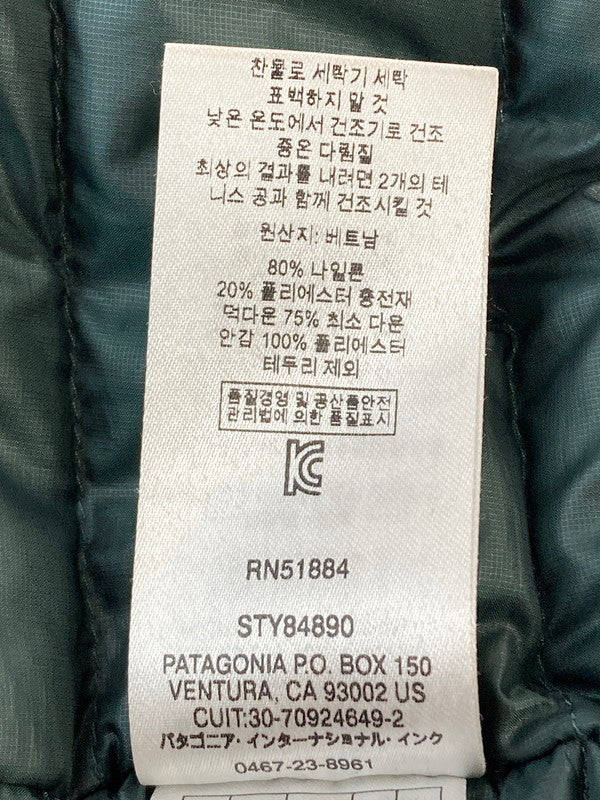 찬물로 세탁기 세탁
표백하지 말 것
낮은 온도에서 건조기로 건조
중온 다림질
최상의 결과를 내려면 2개의 테
니스 공과 함께 건조시킬 것
원산지: 베트남
80% 나일론
20% 폴리에스터 충전재
덕다운 75% 최소 다운
안감 100% 폴리에스터
테두리 제외
품질경영 및 공산품안전
관리법에 의한 품질표시
KC
RN51884
STY84890
PATAGONIA P.O. BOX 150
VENTURA, CA 93002 US
CUIT:30-70924649-2
パタゴニア・インターナショナル・インク
0467-23-8961